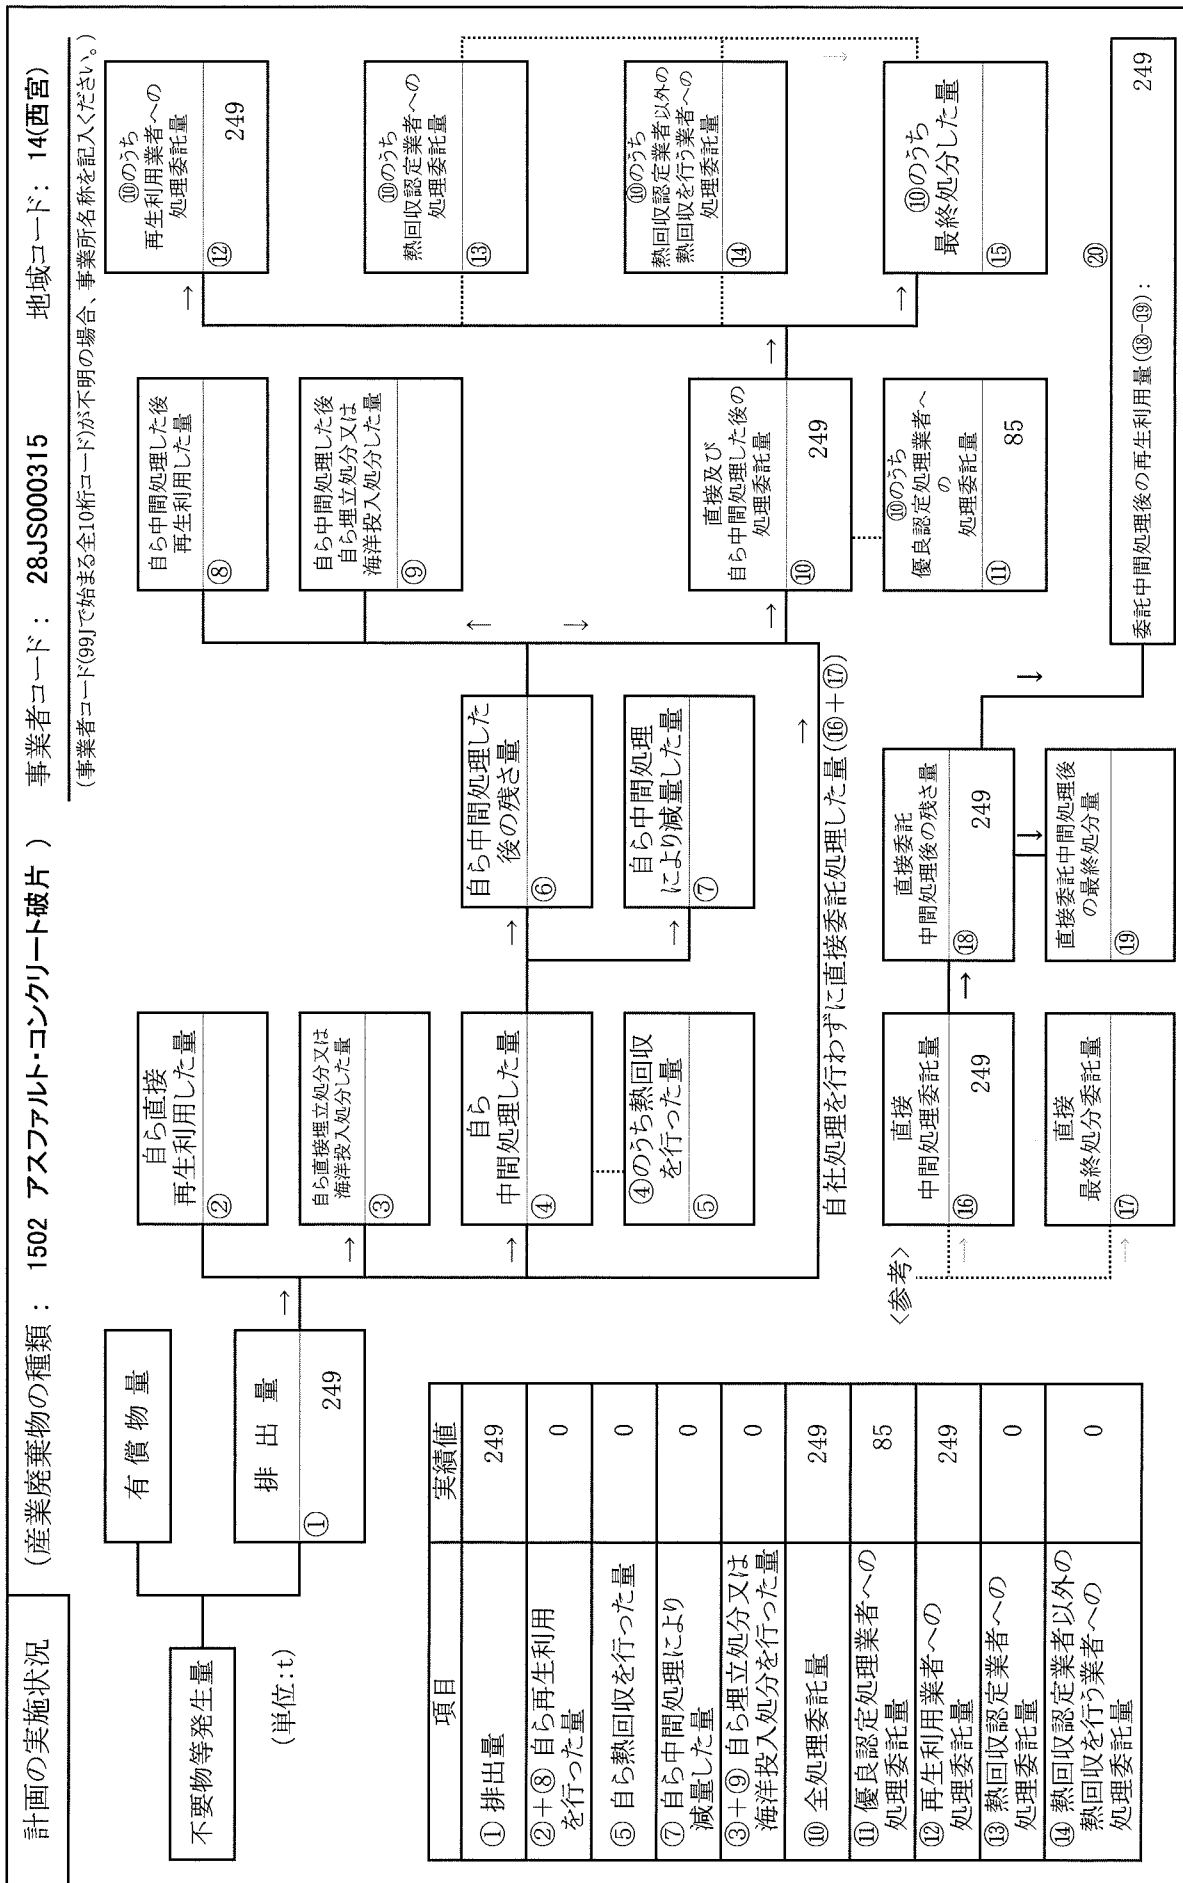 計画の実施状況
(産業廃棄物の種類： 1502 アスファルト・コンクリート破片 )
事業者コード： 28JS000315
地域コード： 14(西宮)
(事業者コード(99」で始まる全10桁コード)が不明の場合、事業所名称を記入ください。)
不要物等発生量
(単位:t)
有 償 物 量
排 出 量
①
249
→
自ら直接
再生利用した量
②
自ら直接埋立処分又は
海洋投入処分した量
③
→
自ら
中間処理した量
④
→
④のうち熱回収
を行った量
⑤
自ら中間処理した
後の残さ量
⑥
→
自ら中間処理
により減量した量
⑦
→
自ら中間処理した後
再生利用した量
⑧
自ら中間処理した後
自ら埋立処分又は
海洋投入処分した量
⑨
↑
↓
直接及び
自ら中間処理した後の
処理委託量
⑩
249
→
⑩のうち
優良認定処理業者へ
の
処理委託量
⑪
85
→
⑩のうち
再生利用業者への
処理委託量
⑫
249
→
⑩のうち
熱回収認定業者への
処理委託量
⑬
⑩のうち
熱回収認定業者以外の
熱回収を行う業者への
処理委託量
⑭
→
⑩のうち
最終処分した量
⑮
→
自社処理を行わずに直接委託処理した量(⑯+⑰)
→
<参考>
直接
中間処理委託量
⑯
249
→
直接
最終処分委託量
⑰
→
直接委託
中間処理後の残さ量
⑱
249
→
直接委託中間処理後
の最終処分量
⑲
→
→
⑳
委託中間処理後の再生利用量(⑱-⑲)：
249
項目
実績値
① 排出量
249
②+⑧ 自ら再生利用
を行った量
0
⑤ 自ら熱回収を行った量
0
⑦ 自ら中間処理により
減量した量
0
③+⑨ 自ら埋立処分又は
海洋投入処分を行った量
0
⑩ 全処理委託量
249
⑪ 優良認定処理業者への
処理委託量
85
⑫ 再生利用業者への
処理委託量
249
⑬ 熱回収認定業者への
処理委託量
0
⑭ 熱回収認定業者以外の
熱回収を行う業者への
処理委託量
0